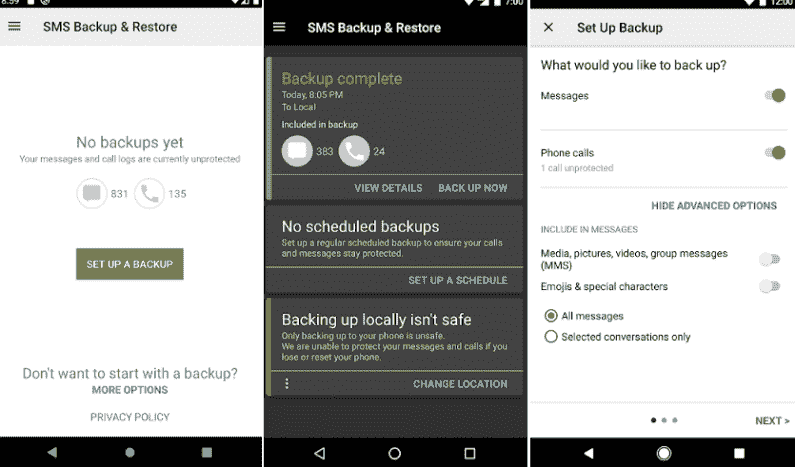 8:59
SMS Backup & Restore
No backups yet
Your messages and call logs are currently unprotected
831
135
SET UP A BACKUP
Don't want to start with a backup?
MORE OPTIONS
PRIVACY POLICY
7:00
SMS Backup & Restore
Backup complete
Today, 8:05 PM
To Local
Included in backup
383
24
VIEW DETAILS
BACK UP NOW
No scheduled backups
Set up a regular scheduled backup to ensure your calls
and messages stay protected.
SET UP A SCHEDULE
Backing up locally isn't safe
Only backing up to your phone is unsafe.
We are unable to protect your messages and calls if you
lose or reset your phone.
CHANGE LOCATION
12:00
Set Up Backup
What would you like to back up?
Messages
Phone calls
1 call unprotected
HIDE ADVANCED OPTIONS
INCLUDE IN MESSAGES
Media, pictures, videos, group messages
(MMS)
Emojis & special characters
All messages
Selected conversations only
NEXT >